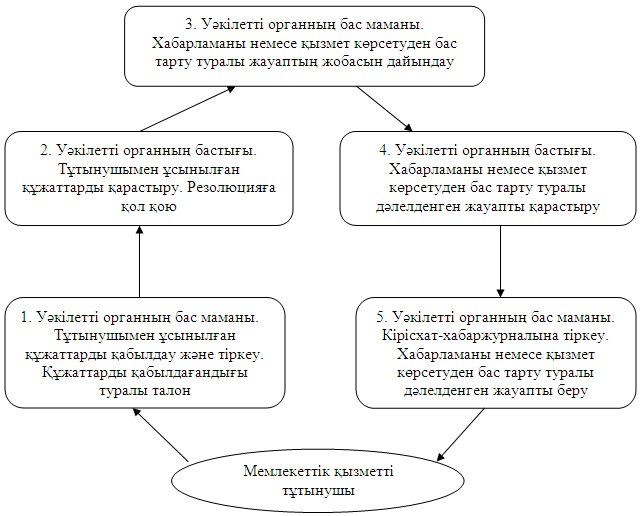 3. Уәкілетті органның бас маманы.
Хабарламаны немесе қызмет көрсетуден бас
тарту туралы жауаптың жобасын дайындау
2. Уәкілетті органның бастығы.
Тұтынушымен ұсынылған
құжаттарды қарастыру. Резолюцияға
қол қою
4. Уәкілетті органның бастығы.
Хабарламаны немесе қызмет
көрсетуден бас тарту туралы
дәлелденген жауапты қарастыру
1. Уәкілетті органның бас маманы.
Тұтынушымен ұсынылған
құжаттарды қабылдау және тіркеу.
Құжаттарды қабылдағандығы
туралы талон
5. Уәкілетті органның бас маманы.
Кірісхат-хабаржурналына тіркеу.
Хабарламаны немесе қызмет
көрсетуден бас тарту туралы
дәлелденген жауапты беру
Мемлекеттік қызметті
тұтынушы